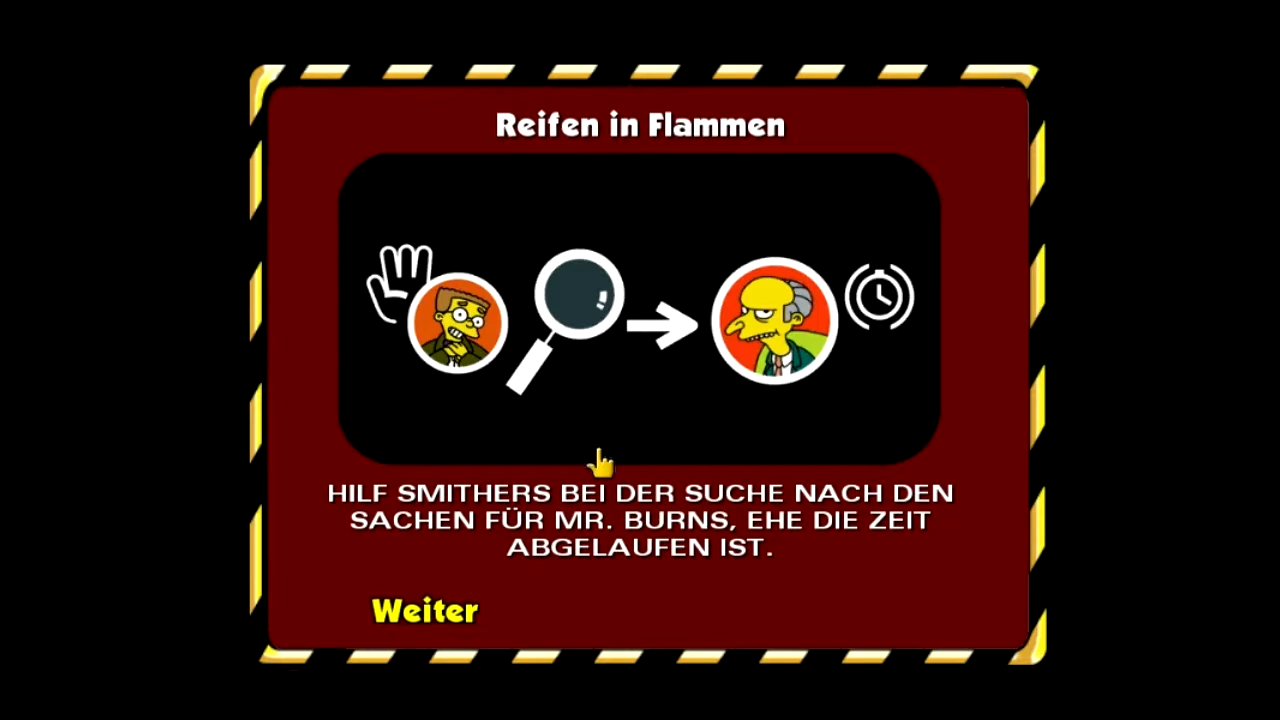 Reifen in Flammen
HILF SMITHERS BEI DER SUCHE NACH DEN
SACHEN FÜR MR. BURNS, EHE DIE ZEIT
ABGELAUFEN IST.
Weiter